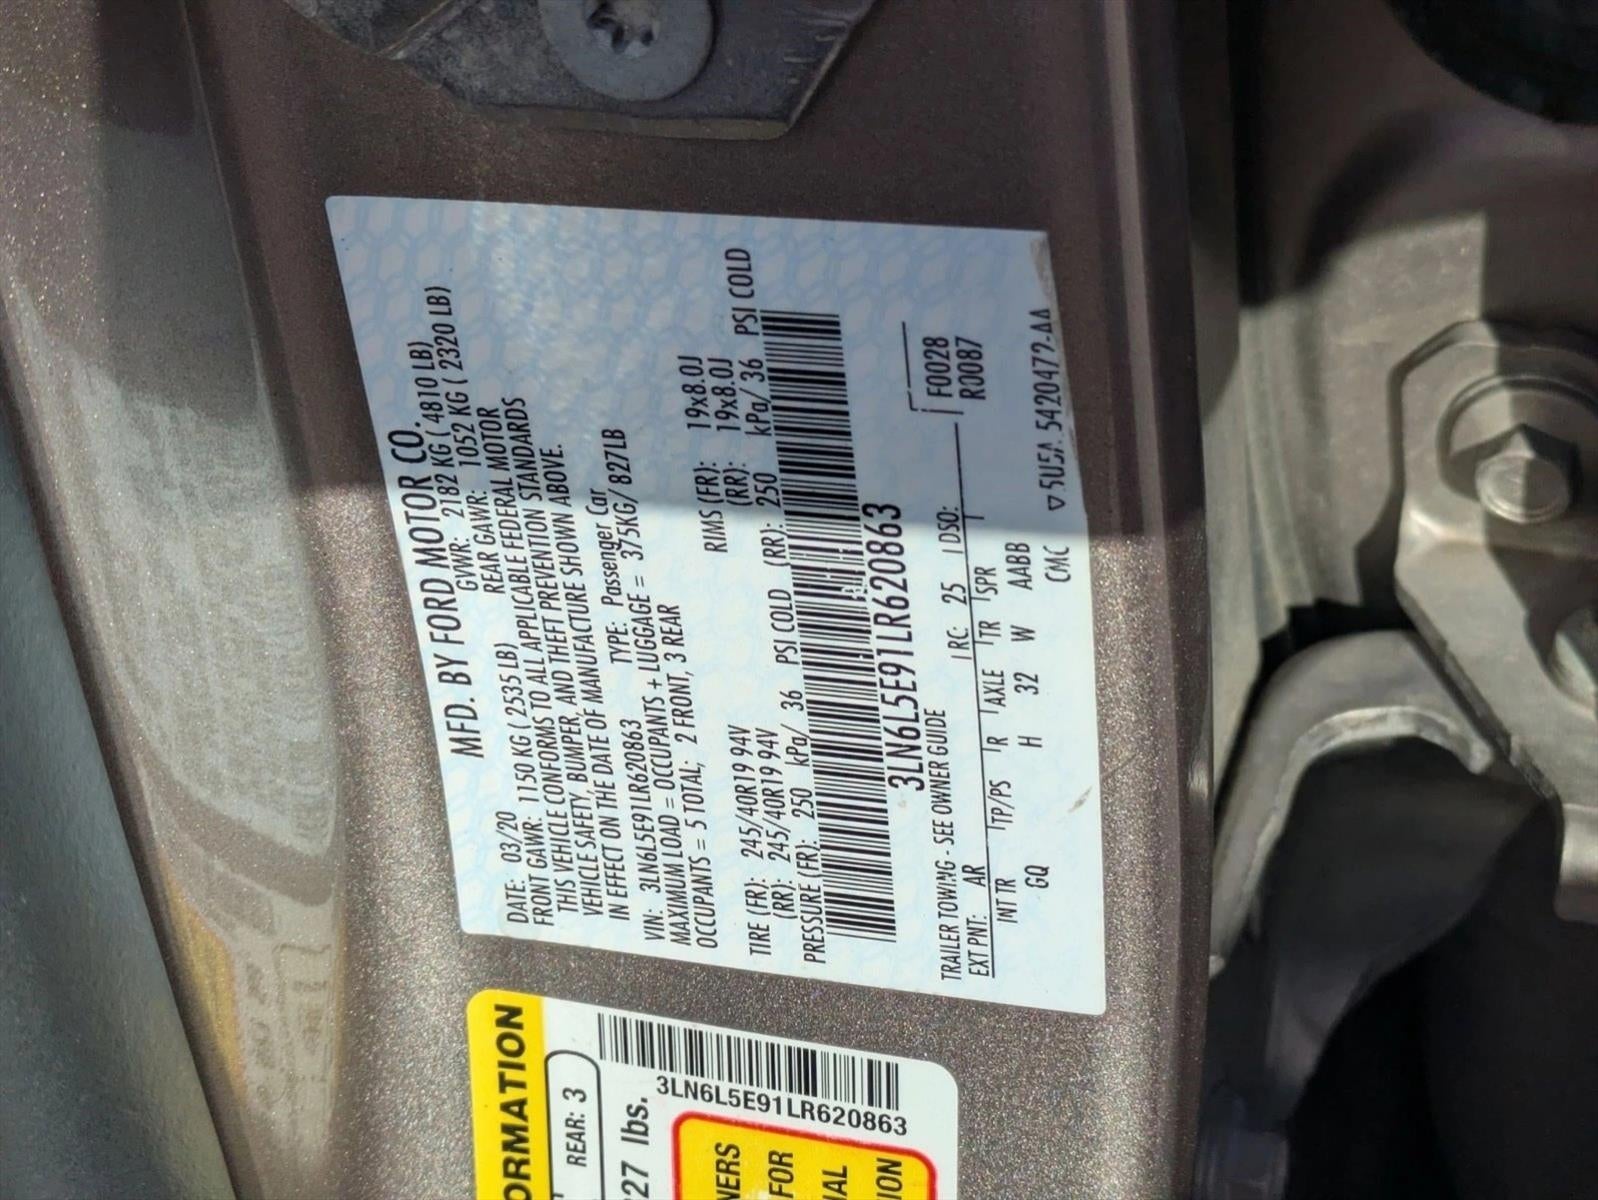 MFD. BY FORD MOTOR CO.
DATE: 03/20 GVWR: 2182 KG ( 4810 LB)
FRONT GAWR: 1150 KG ( 2535 LB) REAR GAWR: 1052 KG ( 2320 LB)
THIS VEHICLE CONFORMS TO ALL APPLICABLE FEDERAL MOTOR
VEHICLE SAFETY, BUMPER, AND THEFT PREVENTION STANDARDS
IN EFFECT ON THE DATE OF MANUFACTURE SHOWN ABOVE.
VIN: 3LN6L5E91LR620863 TYPE: Passenger Car
MAXIMUM LOAD = OCCUPANTS + LUGGAGE = 375KG/ 827LB
OCCUPANTS = 5 TOTAL; 2 FRONT, 3 REAR
TIRE (FR): 245/40R19 94V RIMS (FR): 19x8.0J
(RR): 245/40R19 94V (RR): 19x8.0J
PRESSURE (FR): 250 kPa/ 36 PSI COLD (RR): 250 kPa/ 36 PSI COLD
3LN6L5E91LR620863
TRAILER TOWING - SEE OWNER GUIDE
EXT PNT: AR RC: 25 DSO: F0028
R0087
INT TR TP/PS R AXLE TR SPR
GQ H 32 W AABB
CMC 5U5A 5420472-AA
ORMATION
REAR: 3
27 lbs.
3LN6L5E91LR620863
NERS
FOR
IAL
ION